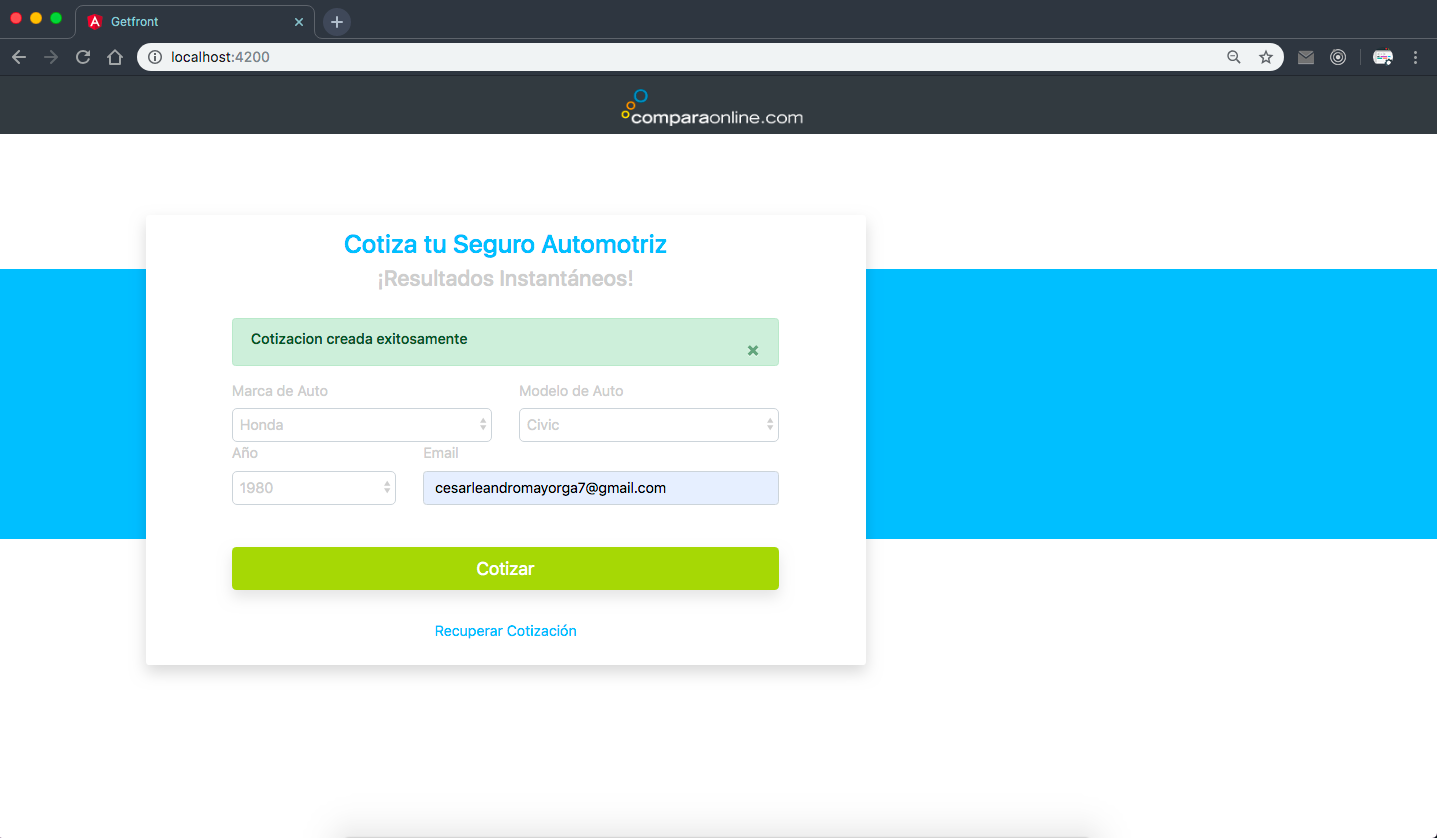 Getfront
localhost:4200
comparaonline.com
Cotiza tu Seguro Automotriz
¡Resultados Instantáneos!
Cotizacion creada exitosamente
Marca de Auto Modelo de Auto
Honda Civic
Año Email
1980 cesarleandromayorga7@gmail.com
Cotizar
Recuperar Cotización